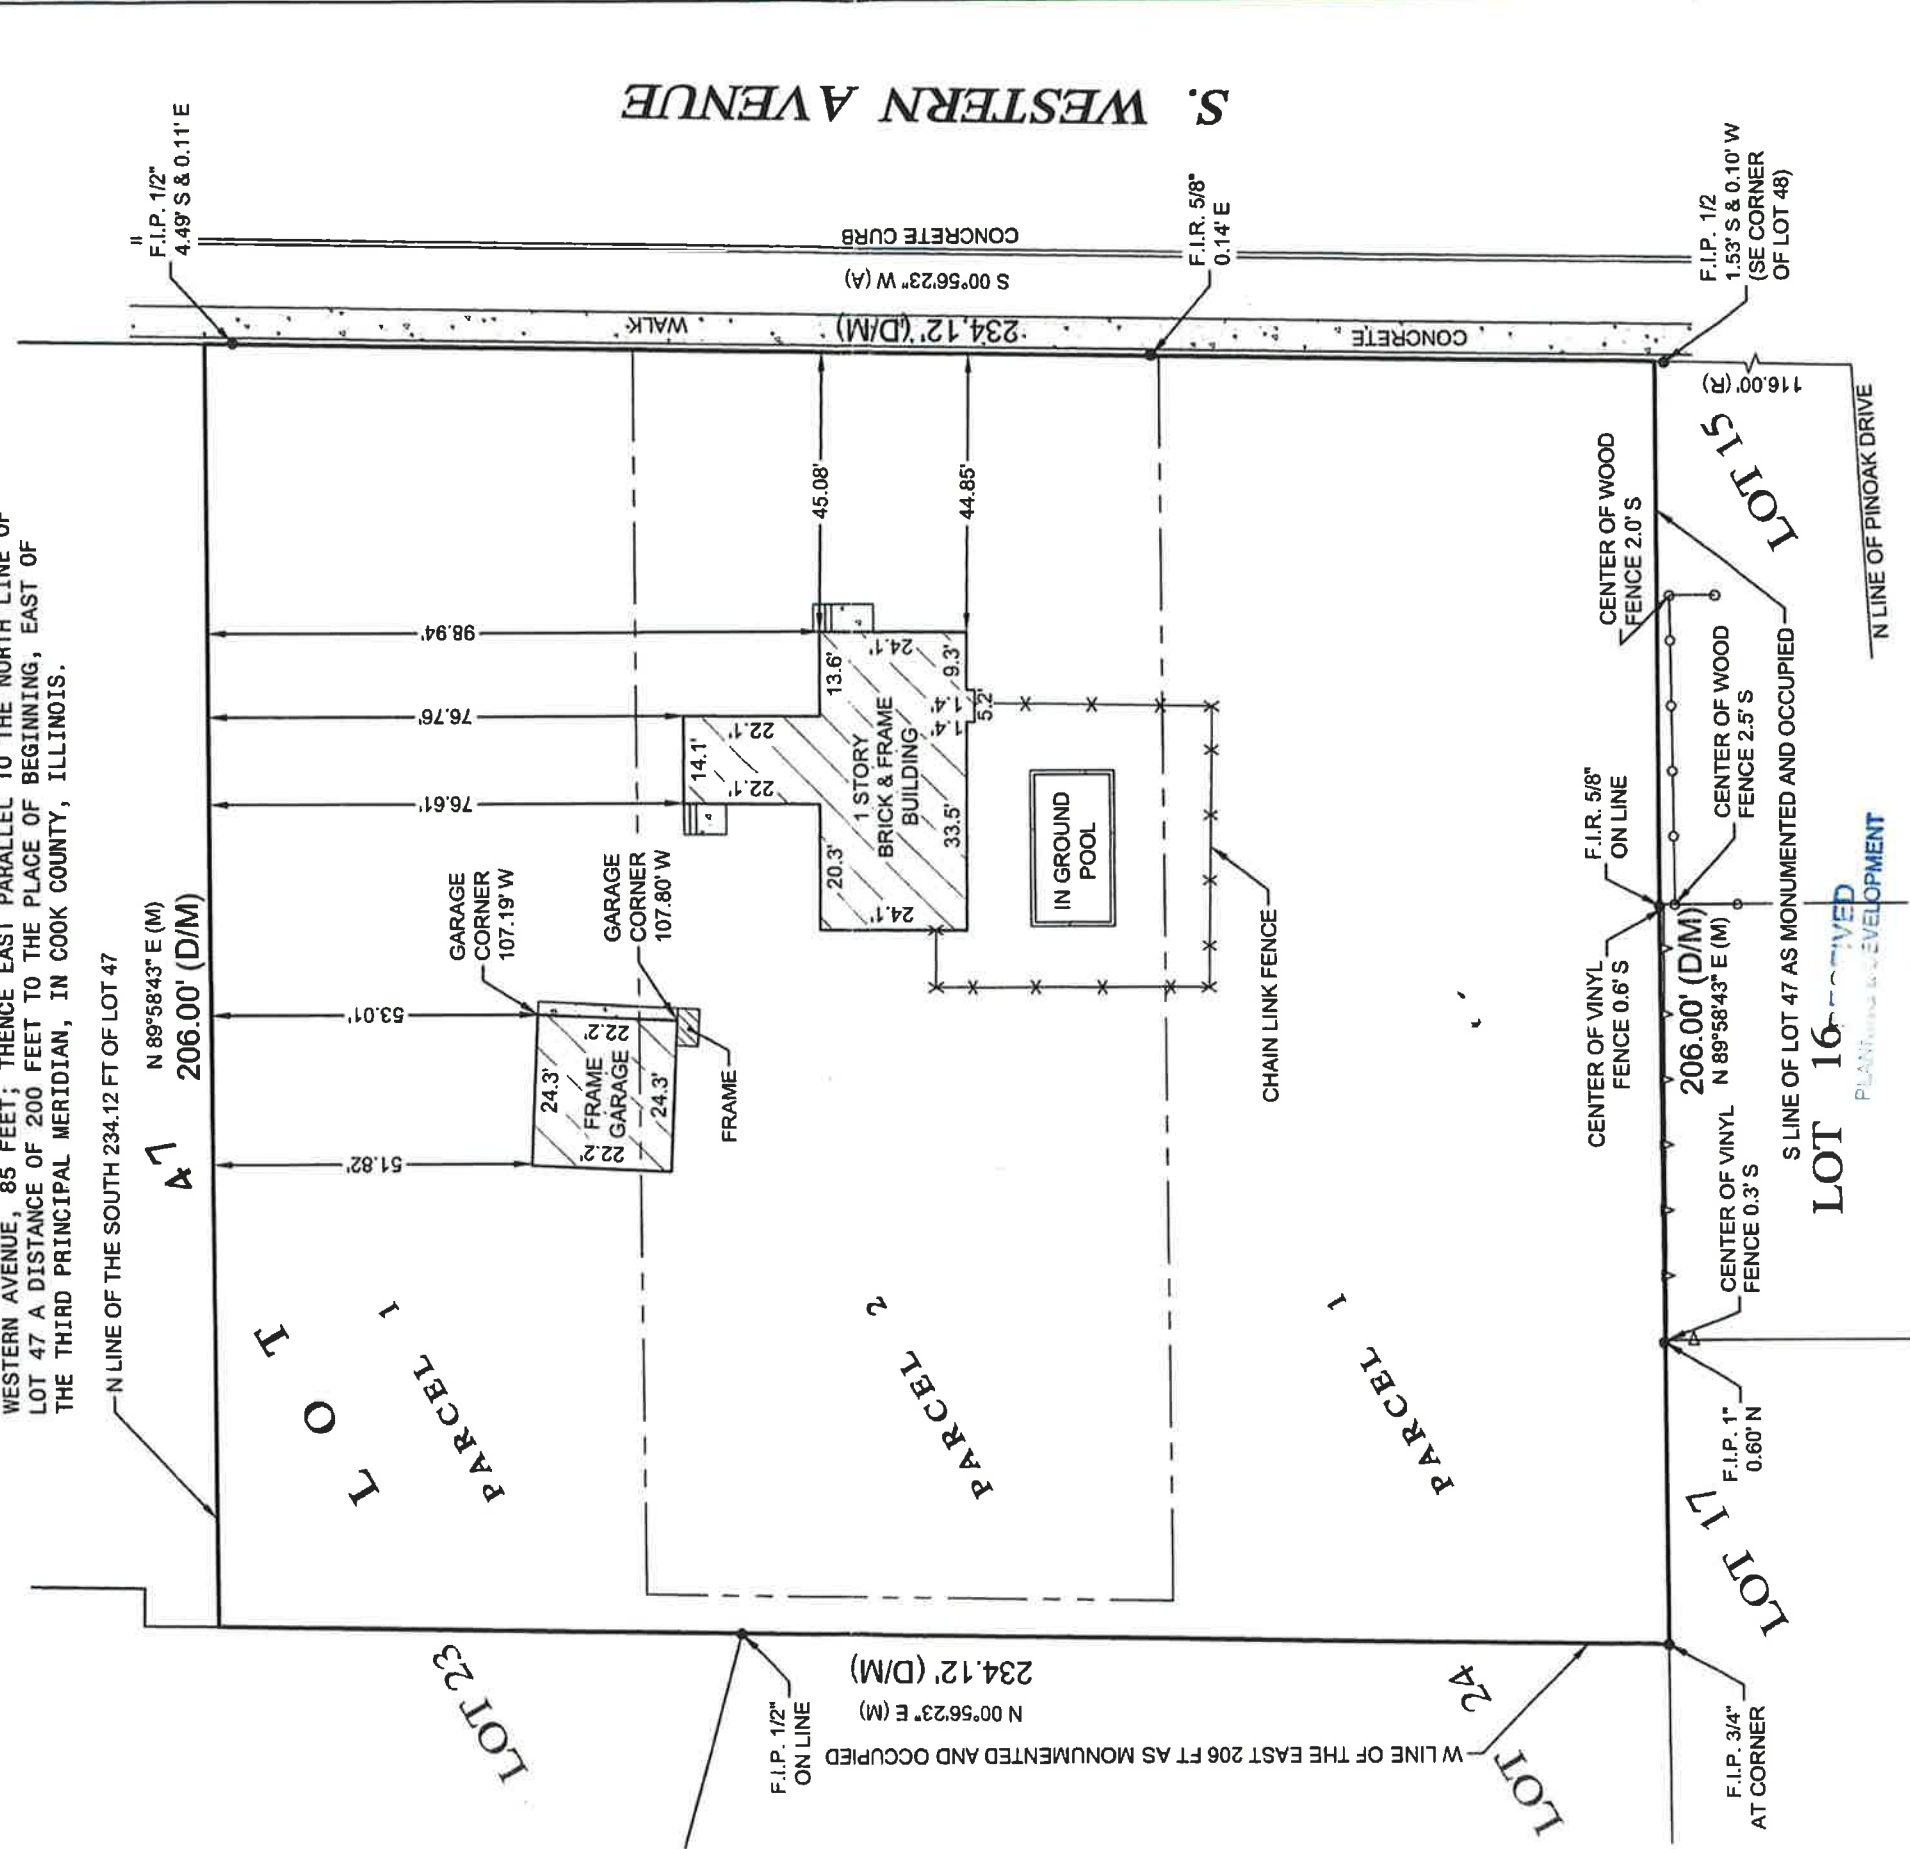 WESTERN AVENUE, 85 FEET; THENCE EAST PARALLEL TO THE NORTH LINE OF
LOT 47 A DISTANCE OF 200 FEET TO THE PLACE OF BEGINNING, EAST OF
THE THIRD PRINCIPAL MERIDIAN, IN COOK COUNTY, ILLINOIS.
N LINE OF THE SOUTH 234.12 FT OF LOT 47
N 89°58'43" E (M)
206.00' (D/M)
LOT 47
S. WESTERN AVENUE
"
F.I.P. 1/2"
4.49' S & 0.11' E
CONCRETE CURB
S 00°56'23" W (A)
234.12' (D/M)
WALK
CONCRETE
F.I.R. 5/8"
0.14' E
F.I.P. 1/2
1.53' S & 0.10' W
(SE CORNER
OF LOT 48)
116.00' (R)
LOT 15
N LINE OF PINOAK DRIVE
98.94'
76.76'
76.61'
53.01'
51.82'
45.08'
44.85'
GARAGE
CORNER
107.19' W
GARAGE
CORNER
107.80' W
24.3'
22.2'
FRAME
GARAGE
22.2'
24.3'
FRAME
14.1'
22.1'
22.1'
13.6'
24.1'
9.3'
1.4'
5.2'
1.4'
33.5'
20.3'
24.1'
1 STORY
BRICK & FRAME
BUILDING
IN GROUND
POOL
CHAIN LINK FENCE
PARCEL 1
PARCEL 2
PARCEL 1
CENTER OF WOOD
FENCE 2.0' S
CENTER OF WOOD
FENCE 2.5' S
F.I.R. 5/8"
ON LINE
CENTER OF VINYL
FENCE 0.6' S
206.00' (D/M)
N 89°58'43" E (M)
CENTER OF VINYL
FENCE 0.3' S
S LINE OF LOT 47 AS MONUMENTED AND OCCUPIED
LOT 16
DEVELOPMENT
F.I.P. 1"
0.60' N
LOT 17
LOT 23
F.I.P. 1/2"
ON LINE
234.12' (D/M)
N 00°56'23" E (M)
W LINE OF THE EAST 206 FT AS MONUMENTED AND OCCUPIED
LOT 24
F.I.P. 3/4"
AT CORNER